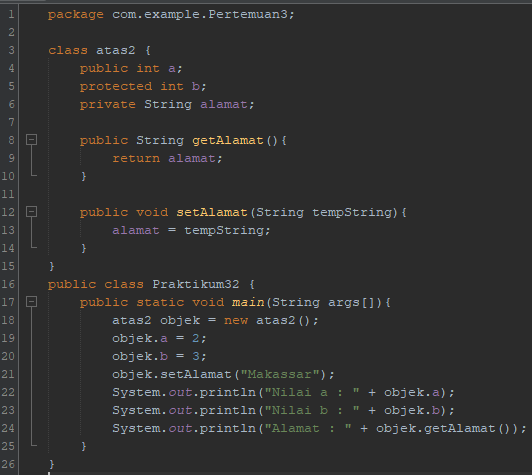 1 package com.example.Pertemuan3;
2
3 class atas2 {
4     public int a;
5     protected int b;
6     private String alamat;
7
8     public String getAlamat(){
9         return alamat;
10     }
11
12     public void setAlamat(String tempString){
13         alamat = tempString;
14     }
15 }
16 public class Praktikum32 {
17     public static void main(String args[]){
18         atas2 objek = new atas2();
19         objek.a = 2;
20         objek.b = 3;
21         objek.setAlamat("Makassar");
22         System.out.println("Nilai a : " + objek.a);
23         System.out.println("Nilai b : " + objek.b);
24         System.out.println("Alamat : " + objek.getAlamat());
25     }
26 }